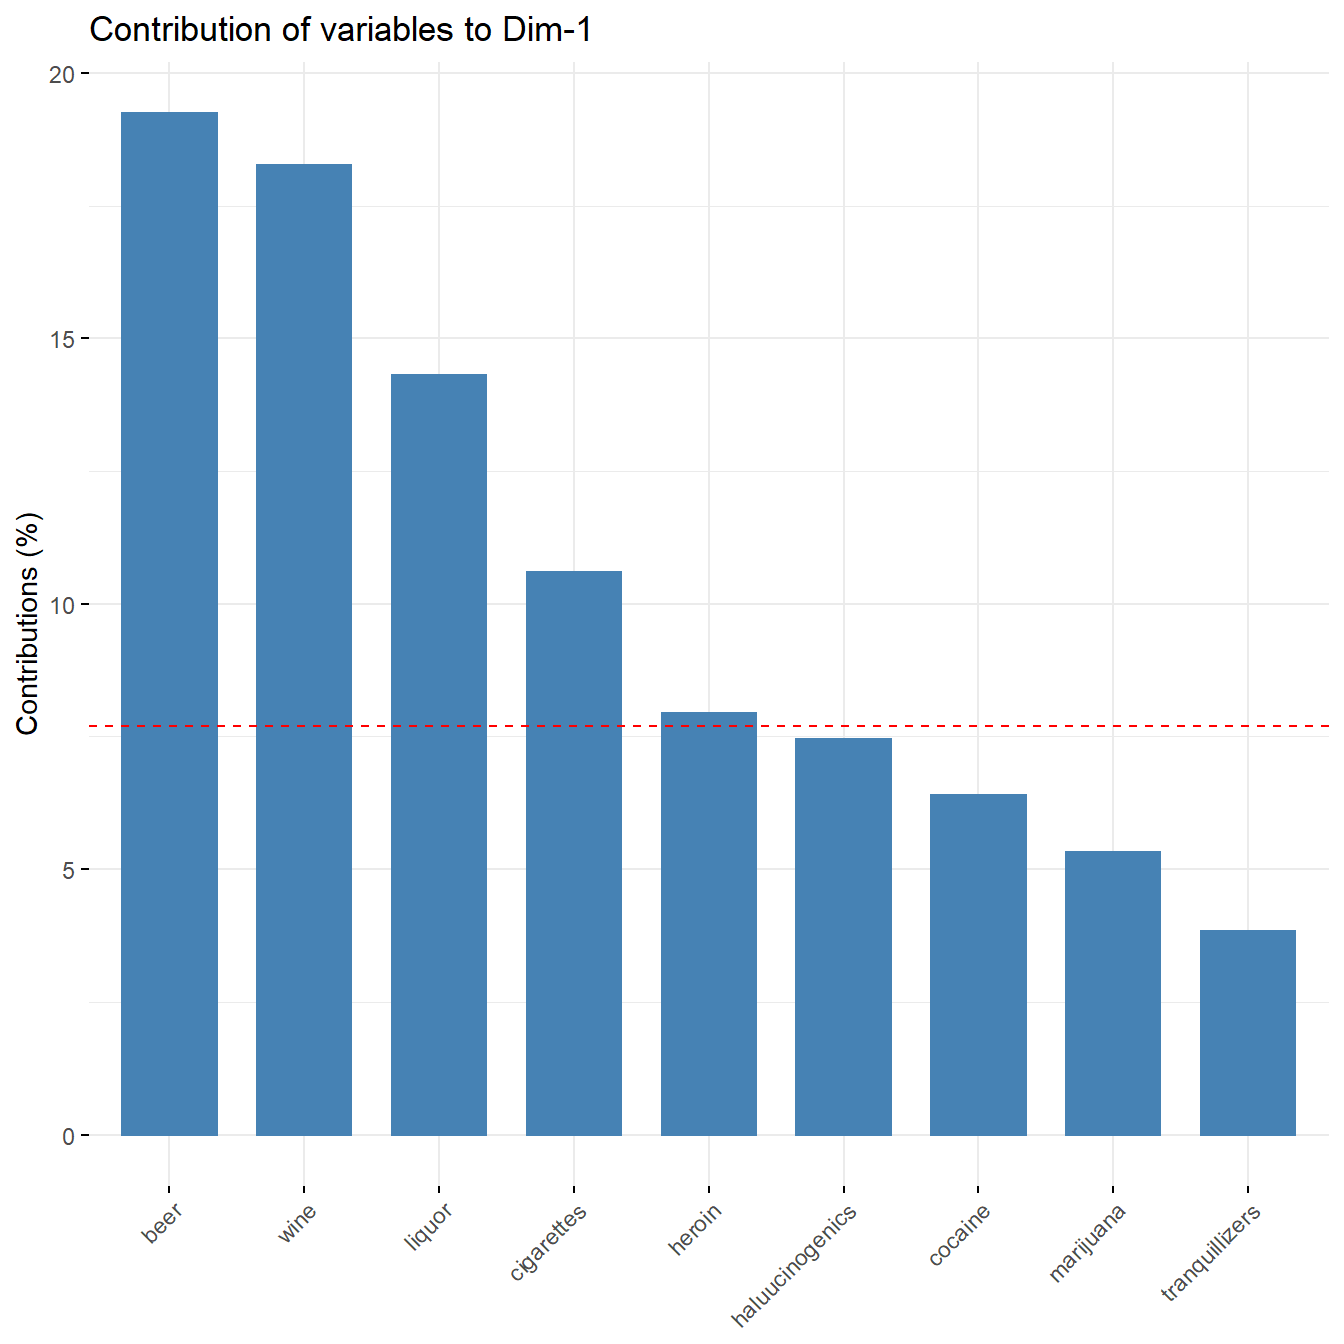 Contribution of variables to Dim-1
Contributions (%)
20
15
10
5
0
beer
wine
liquor
cigarettes
heroin
haluucinogenics
cocaine
marijuana
tranquillizers